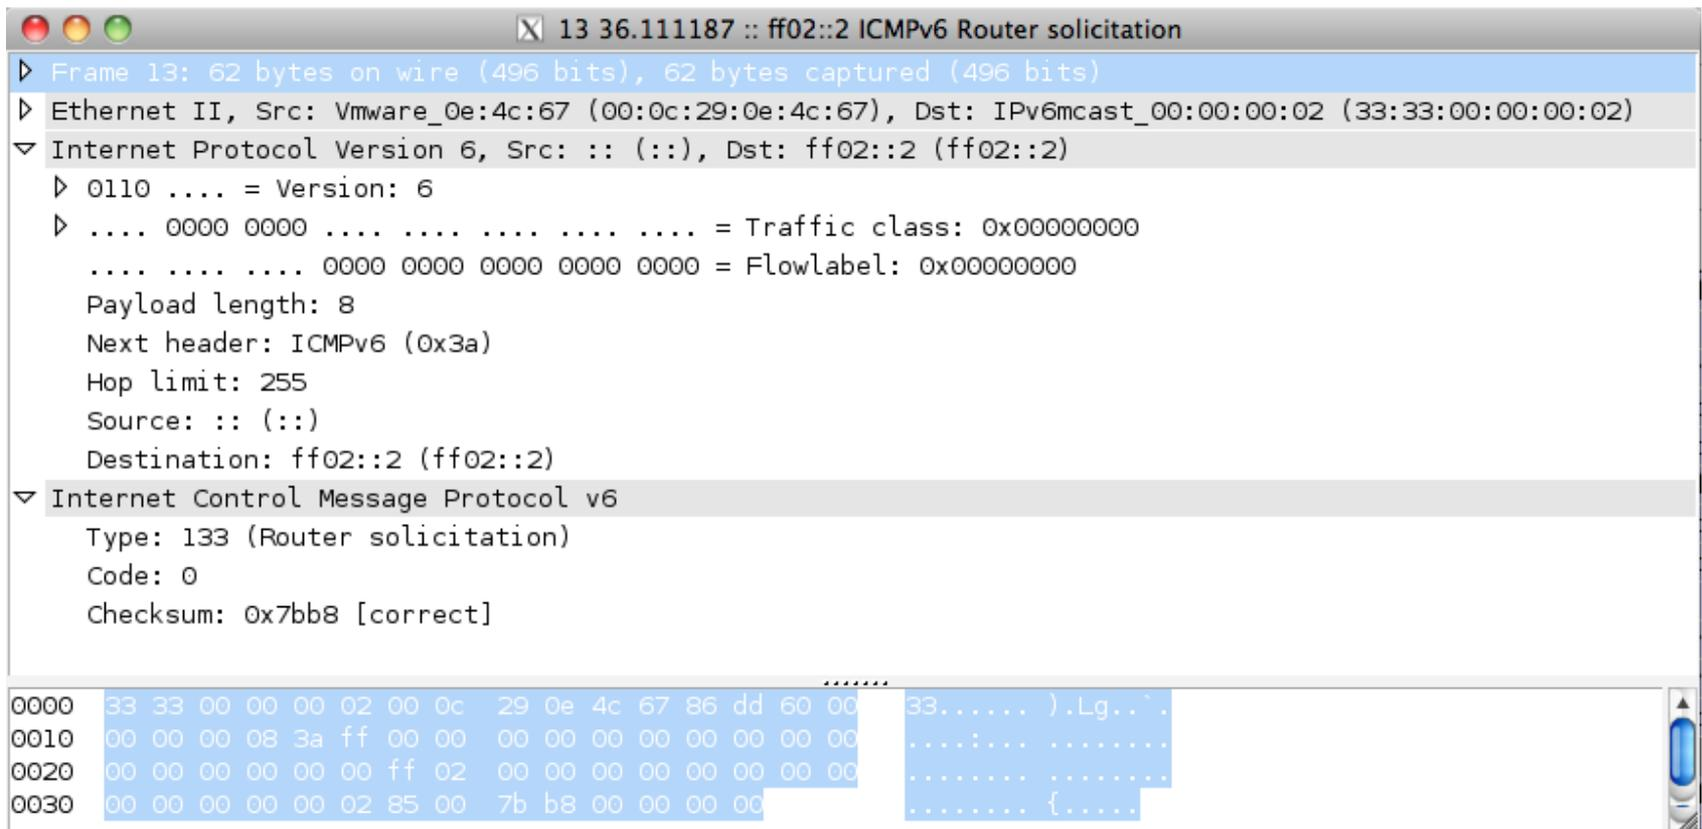 13 36.111187 :: ff02::2 ICMPv6 Router solicitation
Frame 13: 62 bytes on wire (496 bits), 62 bytes captured (496 bits)
Ethernet II, Src: Vmware_0e:4c:67 (00:0c:29:0e:4c:67), Dst: IPv6mcast_00:00:00:02 (33:33:00:00:00:02)
Internet Protocol Version 6, Src: :: (::), Dst: ff02::2 (ff02::2)
0110 .... = Version: 6
.... 0000 0000 .... .... .... .... .... = Traffic class: 0x00000000
.... .... .... 0000 0000 0000 0000 0000 = Flowlabel: 0x00000000
Payload length: 8
Next header: ICMPv6 (0x3a)
Hop limit: 255
Source: :: (::)
Destination: ff02::2 (ff02::2)
Internet Control Message Protocol v6
Type: 133 (Router solicitation)
Code: 0
Checksum: 0x7bb8 [correct]
0000 33 33 00 00 00 02 00 0c 29 0e 4c 67 86 dd 60 00 33...... ).Lg..`.
0010 00 00 00 08 3a ff 00 00 00 00 00 00 00 00 00 00 ....:... ........
0020 00 00 00 00 00 00 ff 02 00 00 00 00 00 00 00 00 ........ ........
0030 00 00 00 00 00 02 85 00 7b b8 00 00 00 00 ........ {.....